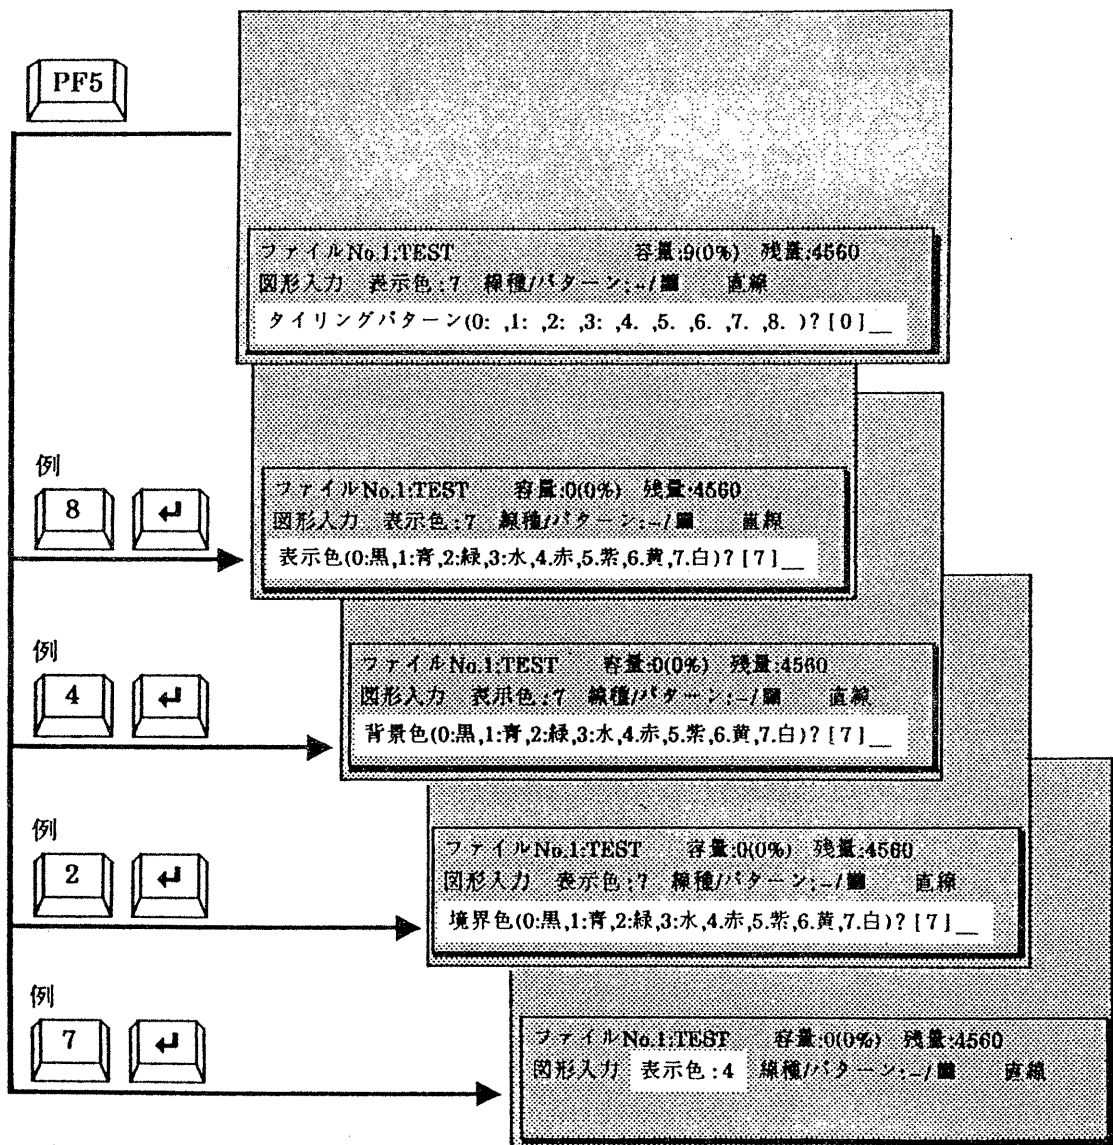 PF5
ファイルNo.1:TEST 容量:9(0%) 残量:4560
図形入力 表示色:7 線種/パターン:–/▦ 直線
タイリングパターン(0: ,1: ,2: ,3: ,4. ,5. ,6. ,7. ,8. )? [0]__
例
8 ↵
ファイルNo.1:TEST 容量:0(0%) 残量:4560
図形入力 表示色:7 線種/パターン:–/▦ 直線
表示色(0:黒,1:青,2:緑,3:水,4.赤,5.紫,6.黄,7.白)? [7]__
例
4 ↵
ファイルNo.1:TEST 容量:0(0%) 残量:4560
図形入力 表示色:7 線種/パターン:–/▦ 直線
背景色(0:黒,1:青,2:緑,3:水,4.赤,5.紫,6.黄,7.白)? [7]__
例
2 ↵
ファイルNo.1:TEST 容量:0(0%) 残量:4560
図形入力 表示色:7 線種/パターン:–/▦ 直線
境界色(0:黒,1:青,2:緑,3:水,4.赤,5.紫,6.黄,7.白)? [7]__
例
7 ↵
ファイルNo.1:TEST 容量:0(0%) 残量:4560
図形入力 表示色:4 線種/パターン:–/▦ 直線